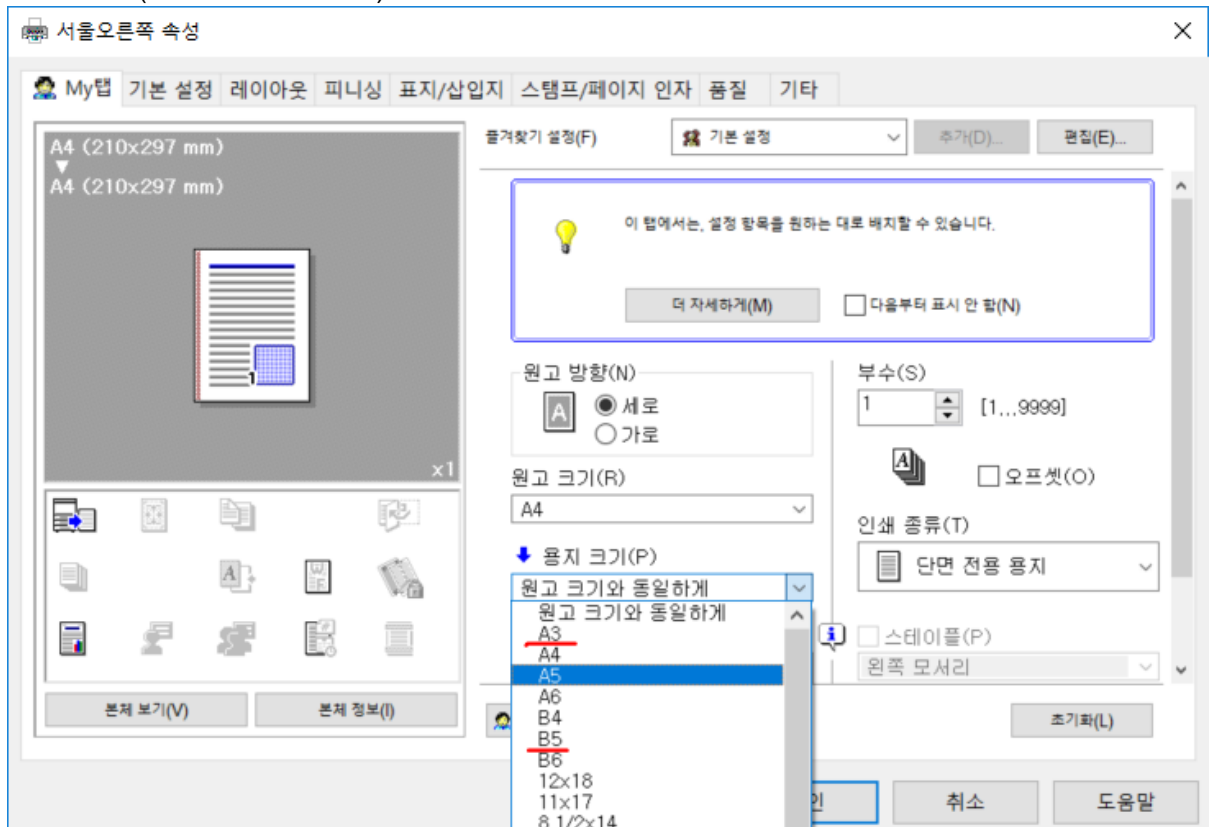 서울오른쪽 속성
My탭 기본 설정 레이아웃 피니싱 표지/삽입지 스탬프/페이지 인자 품질 기타
A4 (210x297 mm)
A4 (210x297 mm)
1
x1
본체 보기(V) 본체 정보(I)
즐겨찾기 설정(F) 기본 설정 추가(D)... 편집(E)...
이 탭에서는, 설정 항목을 원하는 대로 배치할 수 있습니다.
더 자세하게(M) 다음부터 표시 안 함(N)
원고 방향(N)
A 세로
가로
원고 크기(R)
A4
용지 크기(P)
원고 크기와 동일하게
원고 크기와 동일하게
A3
A4
A5
A6
B4
B5
B6
12x18
11x17
8 1/2x14
부수(S)
1 [1...9999]
오프셋(O)
인쇄 종류(T)
단면 전용 용지
스테이플(P)
왼쪽 모서리
초기화(L)
인 취소 도움말